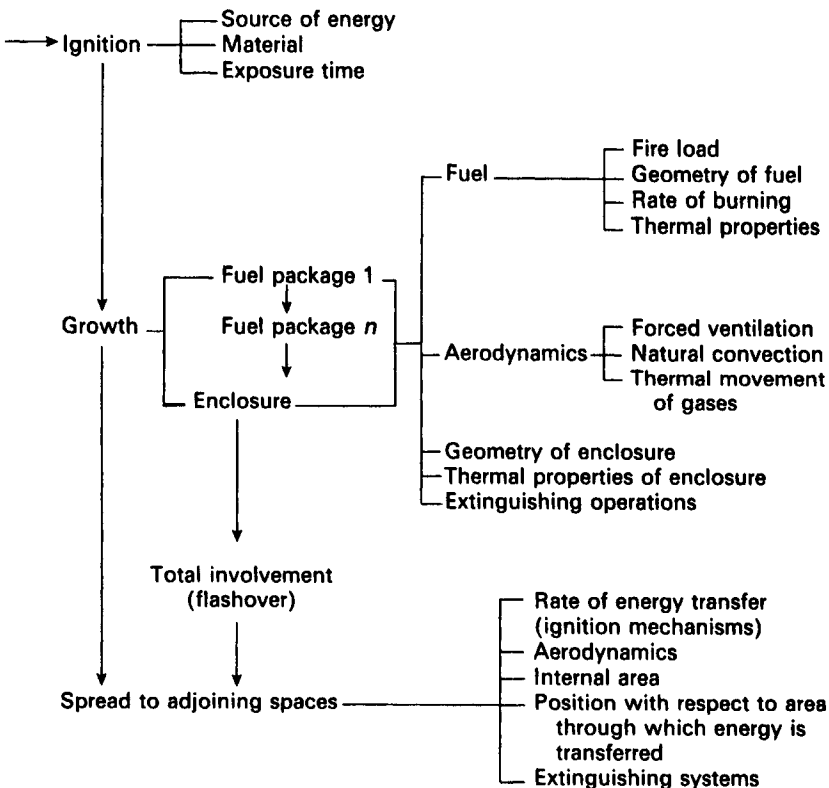 Source of energy
Ignition
Material
Exposure time
Fuel
Fire load
Geometry of fuel
Rate of burning
Thermal properties
Growth
Fuel package 1
Fuel package n
Enclosure
Aerodynamics
Forced ventilation
Natural convection
Thermal movement
of gases
Geometry of enclosure
Thermal properties of enclosure
Extinguishing operations
Total involvement
(flashover)
Spread to adjoining spaces
Rate of energy transfer
(ignition mechanisms)
Aerodynamics
Internal area
Position with respect to area
through which energy is
transferred
Extinguishing systems